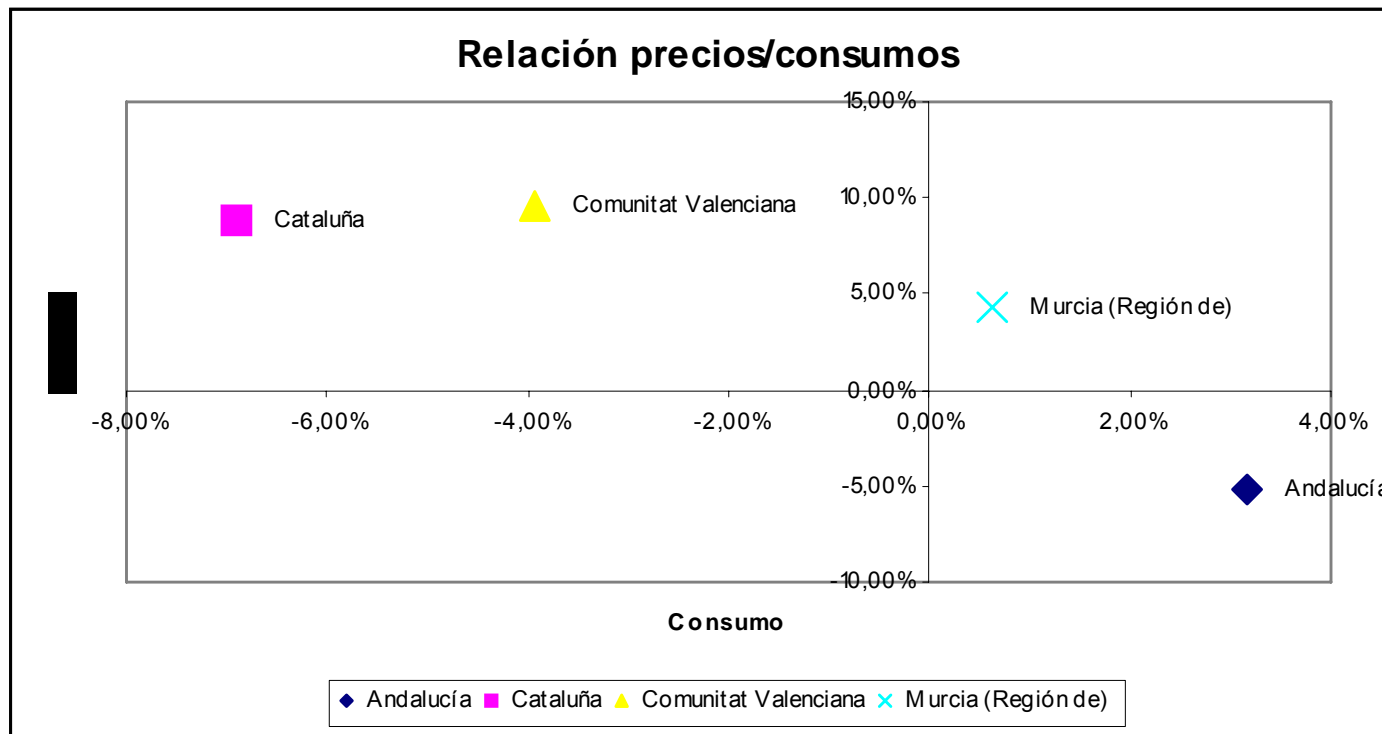 Relación precios/consumos
15,00%
10,00%
5,00%
0,00%
-5,00%
-10,00%
-8,00% -6,00% -4,00% -2,00% 0,00% 2,00% 4,00%
Cataluña
Comunitat Valenciana
Murcia (Región de)
Andalucía
Consumo
Andalucía Cataluña Comunitat Valenciana Murcia (Región de)